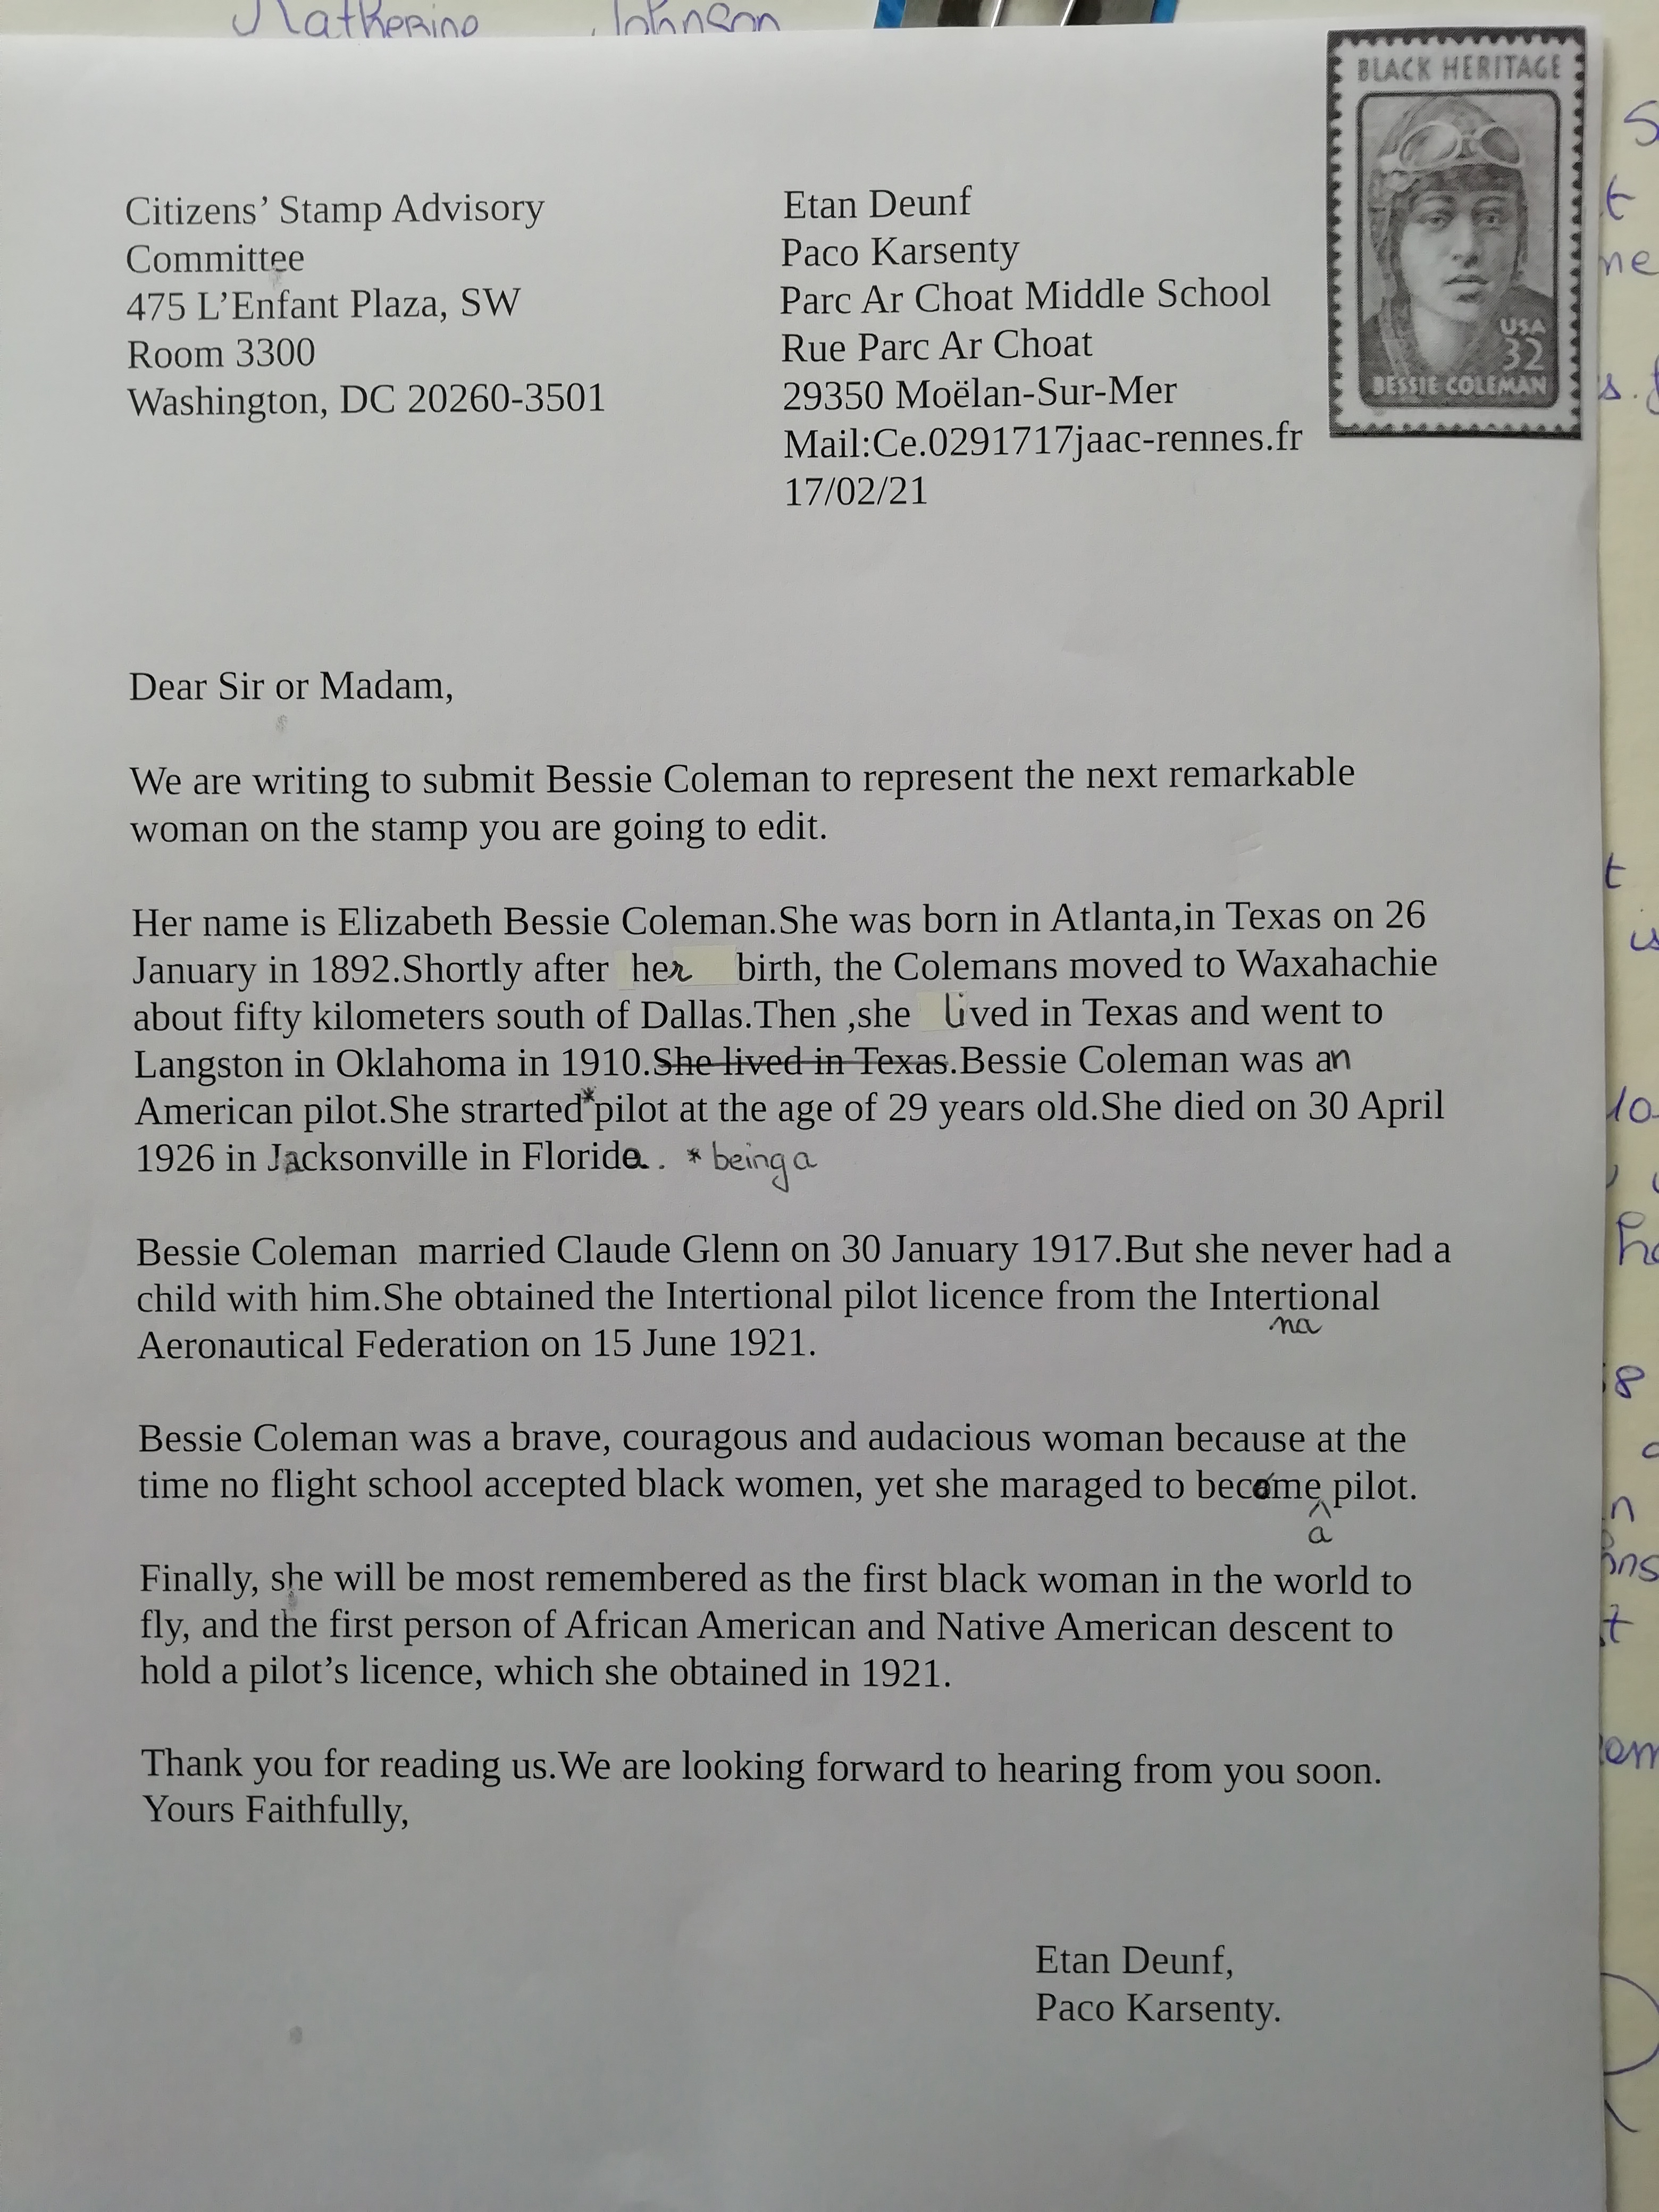 Katherine Johnson
BLACK HERITAGE
USA
32
BESSIE COLEMAN
Citizens’ Stamp Advisory
Committee
475 L’Enfant Plaza, SW
Room 3300
Washington, DC 20260-3501
Etan Deunf
Paco Karsenty
Parc Ar Choat Middle School
Rue Parc Ar Choat
29350 Moëlan-Sur-Mer
Mail:Ce.0291717jaac-rennes.fr
17/02/21
Dear Sir or Madam,
We are writing to submit Bessie Coleman to represent the next remarkable
woman on the stamp you are going to edit.
Her name is Elizabeth Bessie Coleman.She was born in Atlanta,in Texas on 26
January in 1892.Shortly after her birth, the Colemans moved to Waxahachie
about fifty kilometers south of Dallas.Then ,she lived in Texas and went to
Langston in Oklahoma in 1910.She lived in Texas.Bessie Coleman was an
American pilot.She strarted*pilot at the age of 29 years old.She died on 30 April
1926 in Jacksonville in Florida. . * being a
Bessie Coleman married Claude Glenn on 30 January 1917.But she never had a
child with him.She obtained the Intertional pilot licence from the Intertional
na
Aeronautical Federation on 15 June 1921.
Bessie Coleman was a brave, couragous and audacious woman because at the
time no flight school accepted black women, yet she maraged to become pilot.
a
Finally, she will be most remembered as the first black woman in the world to
fly, and the first person of African American and Native American descent to
hold a pilot’s licence, which she obtained in 1921.
Thank you for reading us.We are looking forward to hearing from you soon.
Yours Faithfully,
Etan Deunf,
Paco Karsenty.